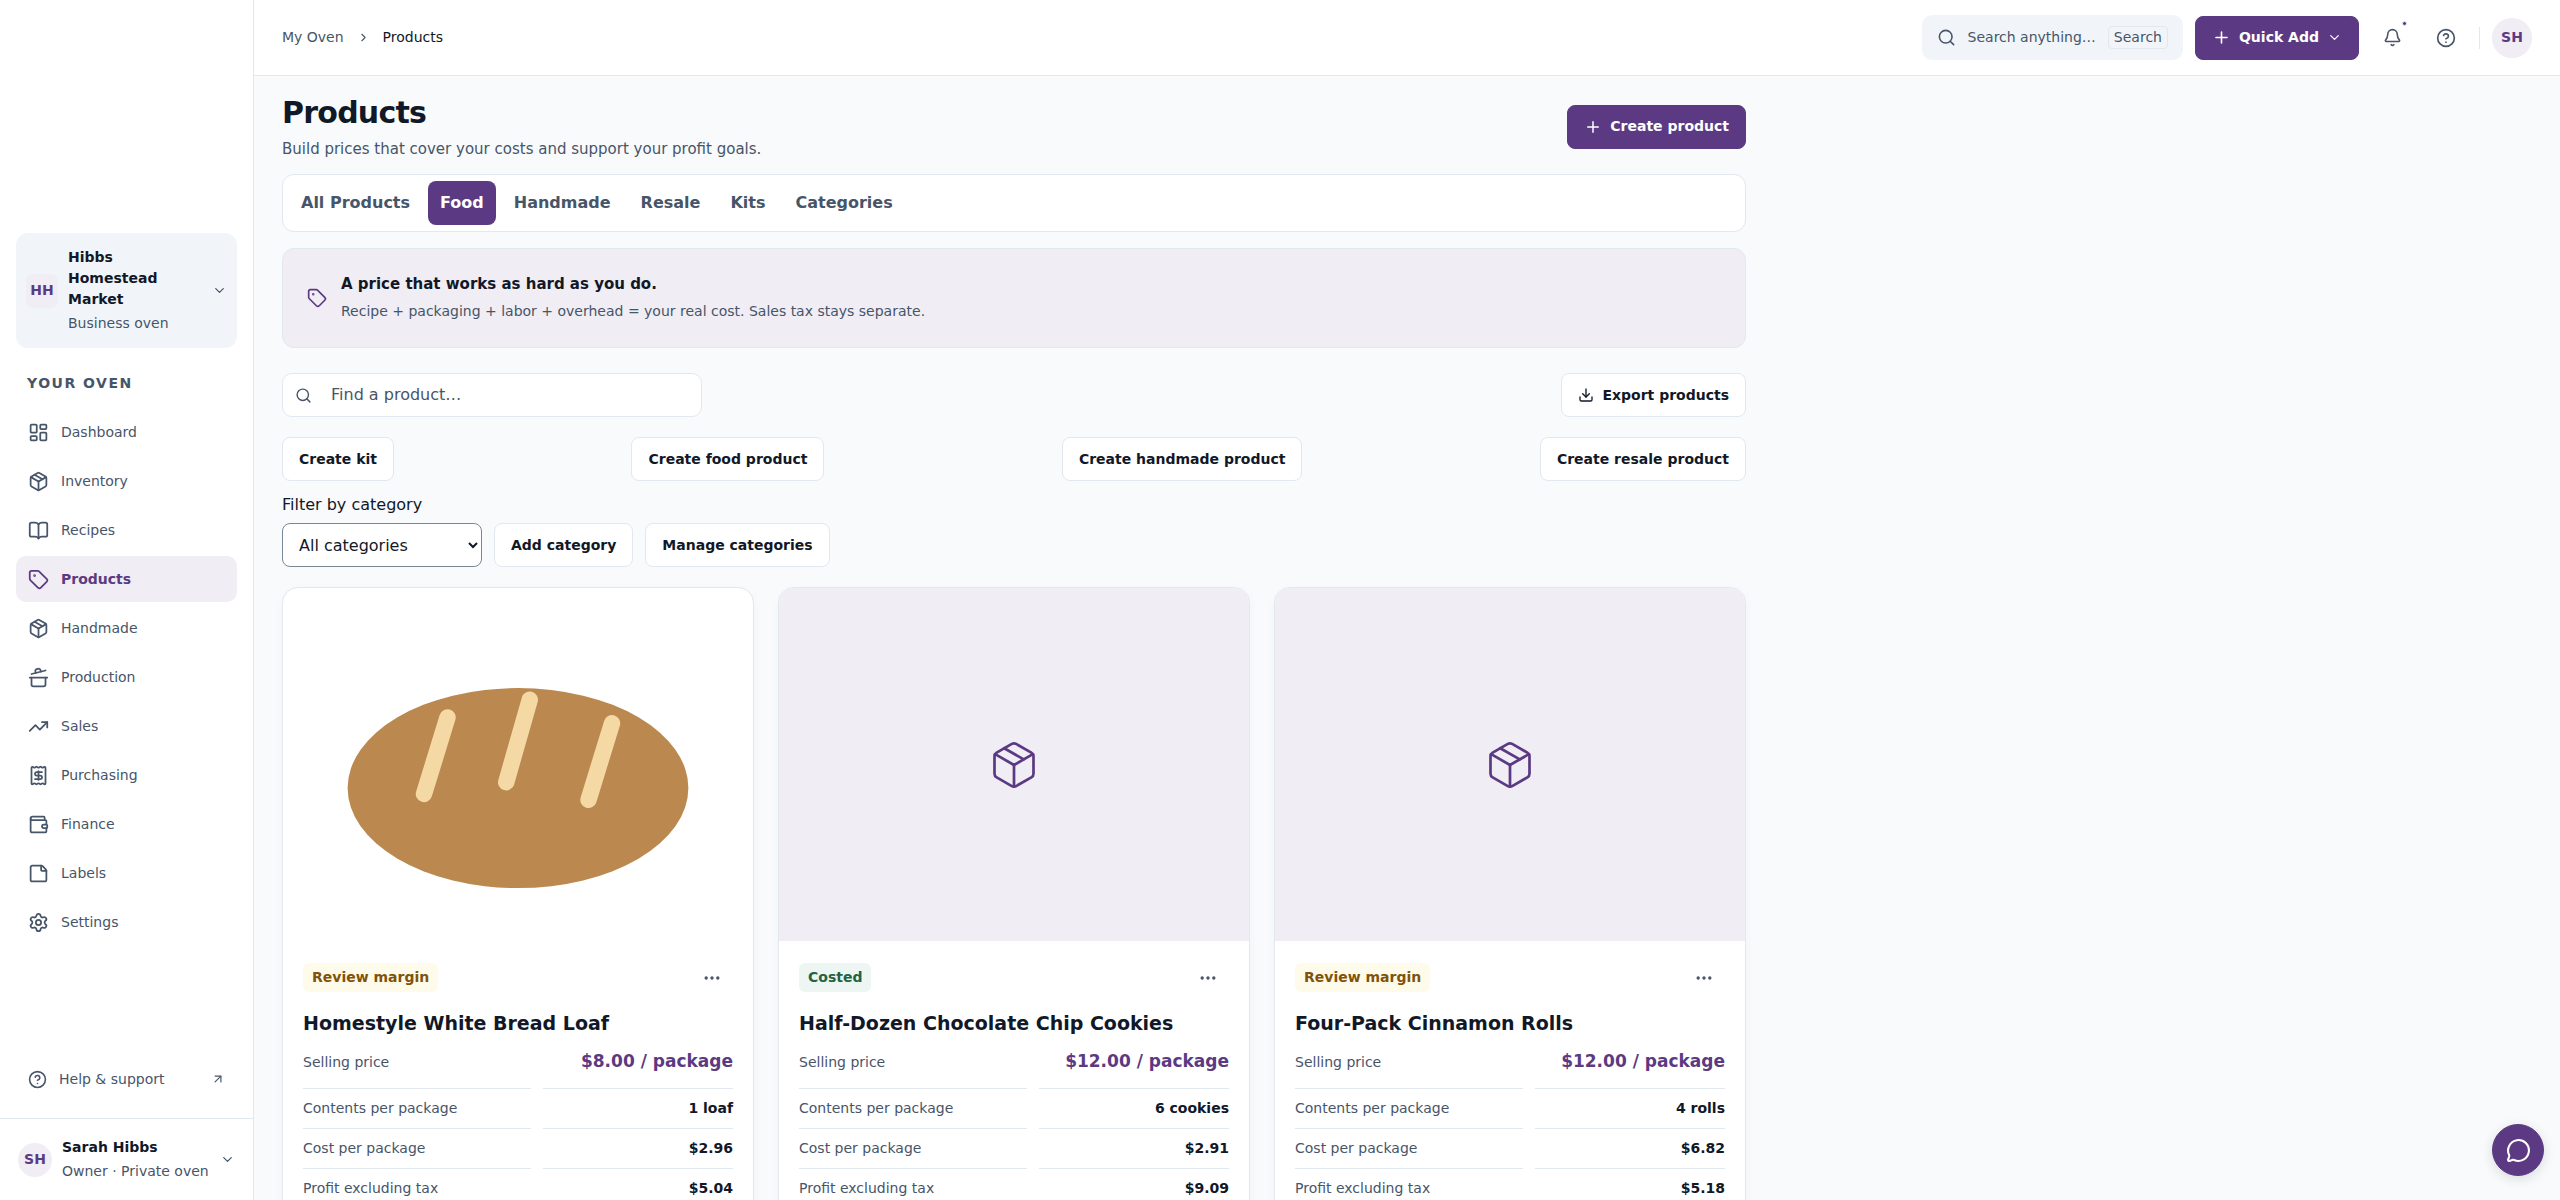 My Oven
Products
Search anything...
Search
Quick Add
SH
HH
Hibbs
Homestead
Market
Business oven
YOUR OVEN
Dashboard
Inventory
Recipes
Products
Handmade
Production
Sales
Purchasing
Finance
Labels
Settings
Help & support
SH
Sarah Hibbs
Owner · Private oven
Products
Build prices that cover your costs and support your profit goals.
Create product
All Products
Food
Handmade
Resale
Kits
Categories
A price that works as hard as you do.
Recipe + packaging + labor + overhead = your real cost. Sales tax stays separate.
Find a product...
Export products
Create kit
Create food product
Create handmade product
Create resale product
Filter by category
All categories
Add category
Manage categories
Review margin
Homestyle White Bread Loaf
Selling price $8.00 / package
Contents per package 1 loaf
Cost per package $2.96
Profit excluding tax $5.04
Costed
Half-Dozen Chocolate Chip Cookies
Selling price $12.00 / package
Contents per package 6 cookies
Cost per package $2.91
Profit excluding tax $9.09
Review margin
Four-Pack Cinnamon Rolls
Selling price $12.00 / package
Contents per package 4 rolls
Cost per package $6.82
Profit excluding tax $5.18